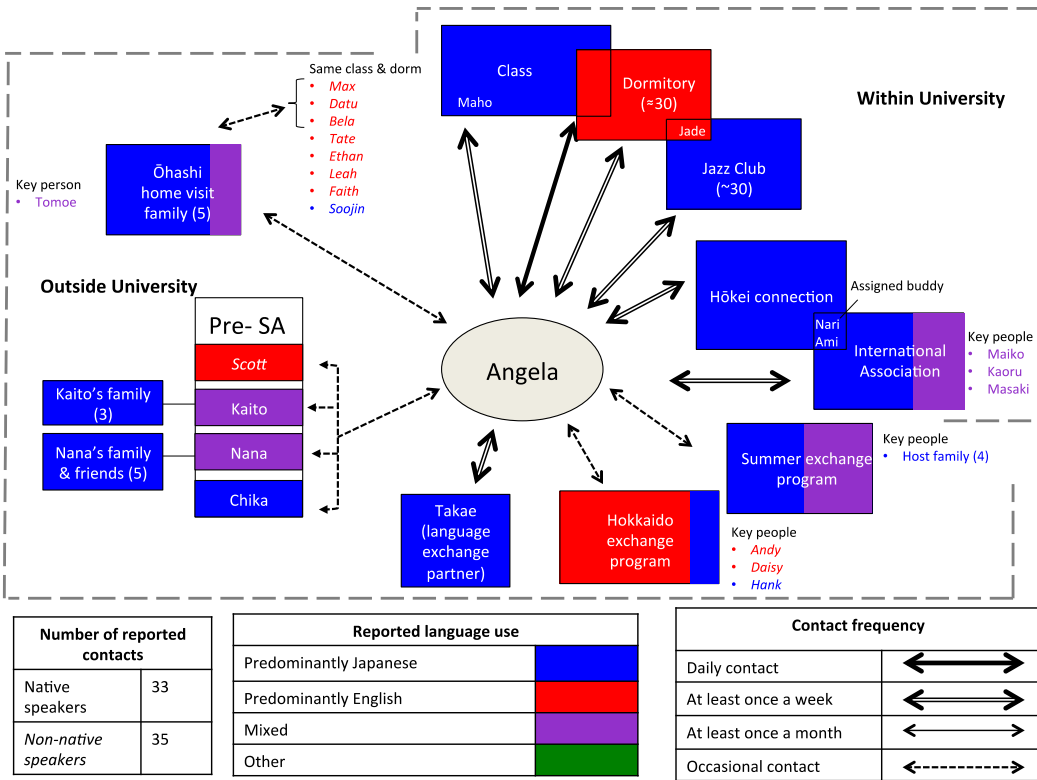 Same class & dorm
• Max
• Datu
• Bela
• Tate
• Ethan
• Leah
• Faith
• Soojin
Class
Maho
Dormitory
(≈30)
Jade
Jazz Club
(~30)
Within University
Key person
• Tomoe
Ōhashi
home visit
family (5)
Outside University
Pre- SA
Scott
Kaito
Nana
Chika
Kaito's family
(3)
Nana's family
& friends (5)
Angela
Hōkei connection
Assigned buddy
Nari
Ami
International
Association
Key people
• Maiko
• Kaoru
• Masaki
Summer exchange
program
Key people
• Host family (4)
Takae
(language
exchange
partner)
Hokkaido
exchange
program
Key people
• Andy
• Daisy
• Hank
Number of reported
contacts
Native
speakers
33
Non-native
speakers
35
Reported language use
Predominantly Japanese
Predominantly English
Mixed
Other
Contact frequency
Daily contact
At least once a week
At least once a month
Occasional contact